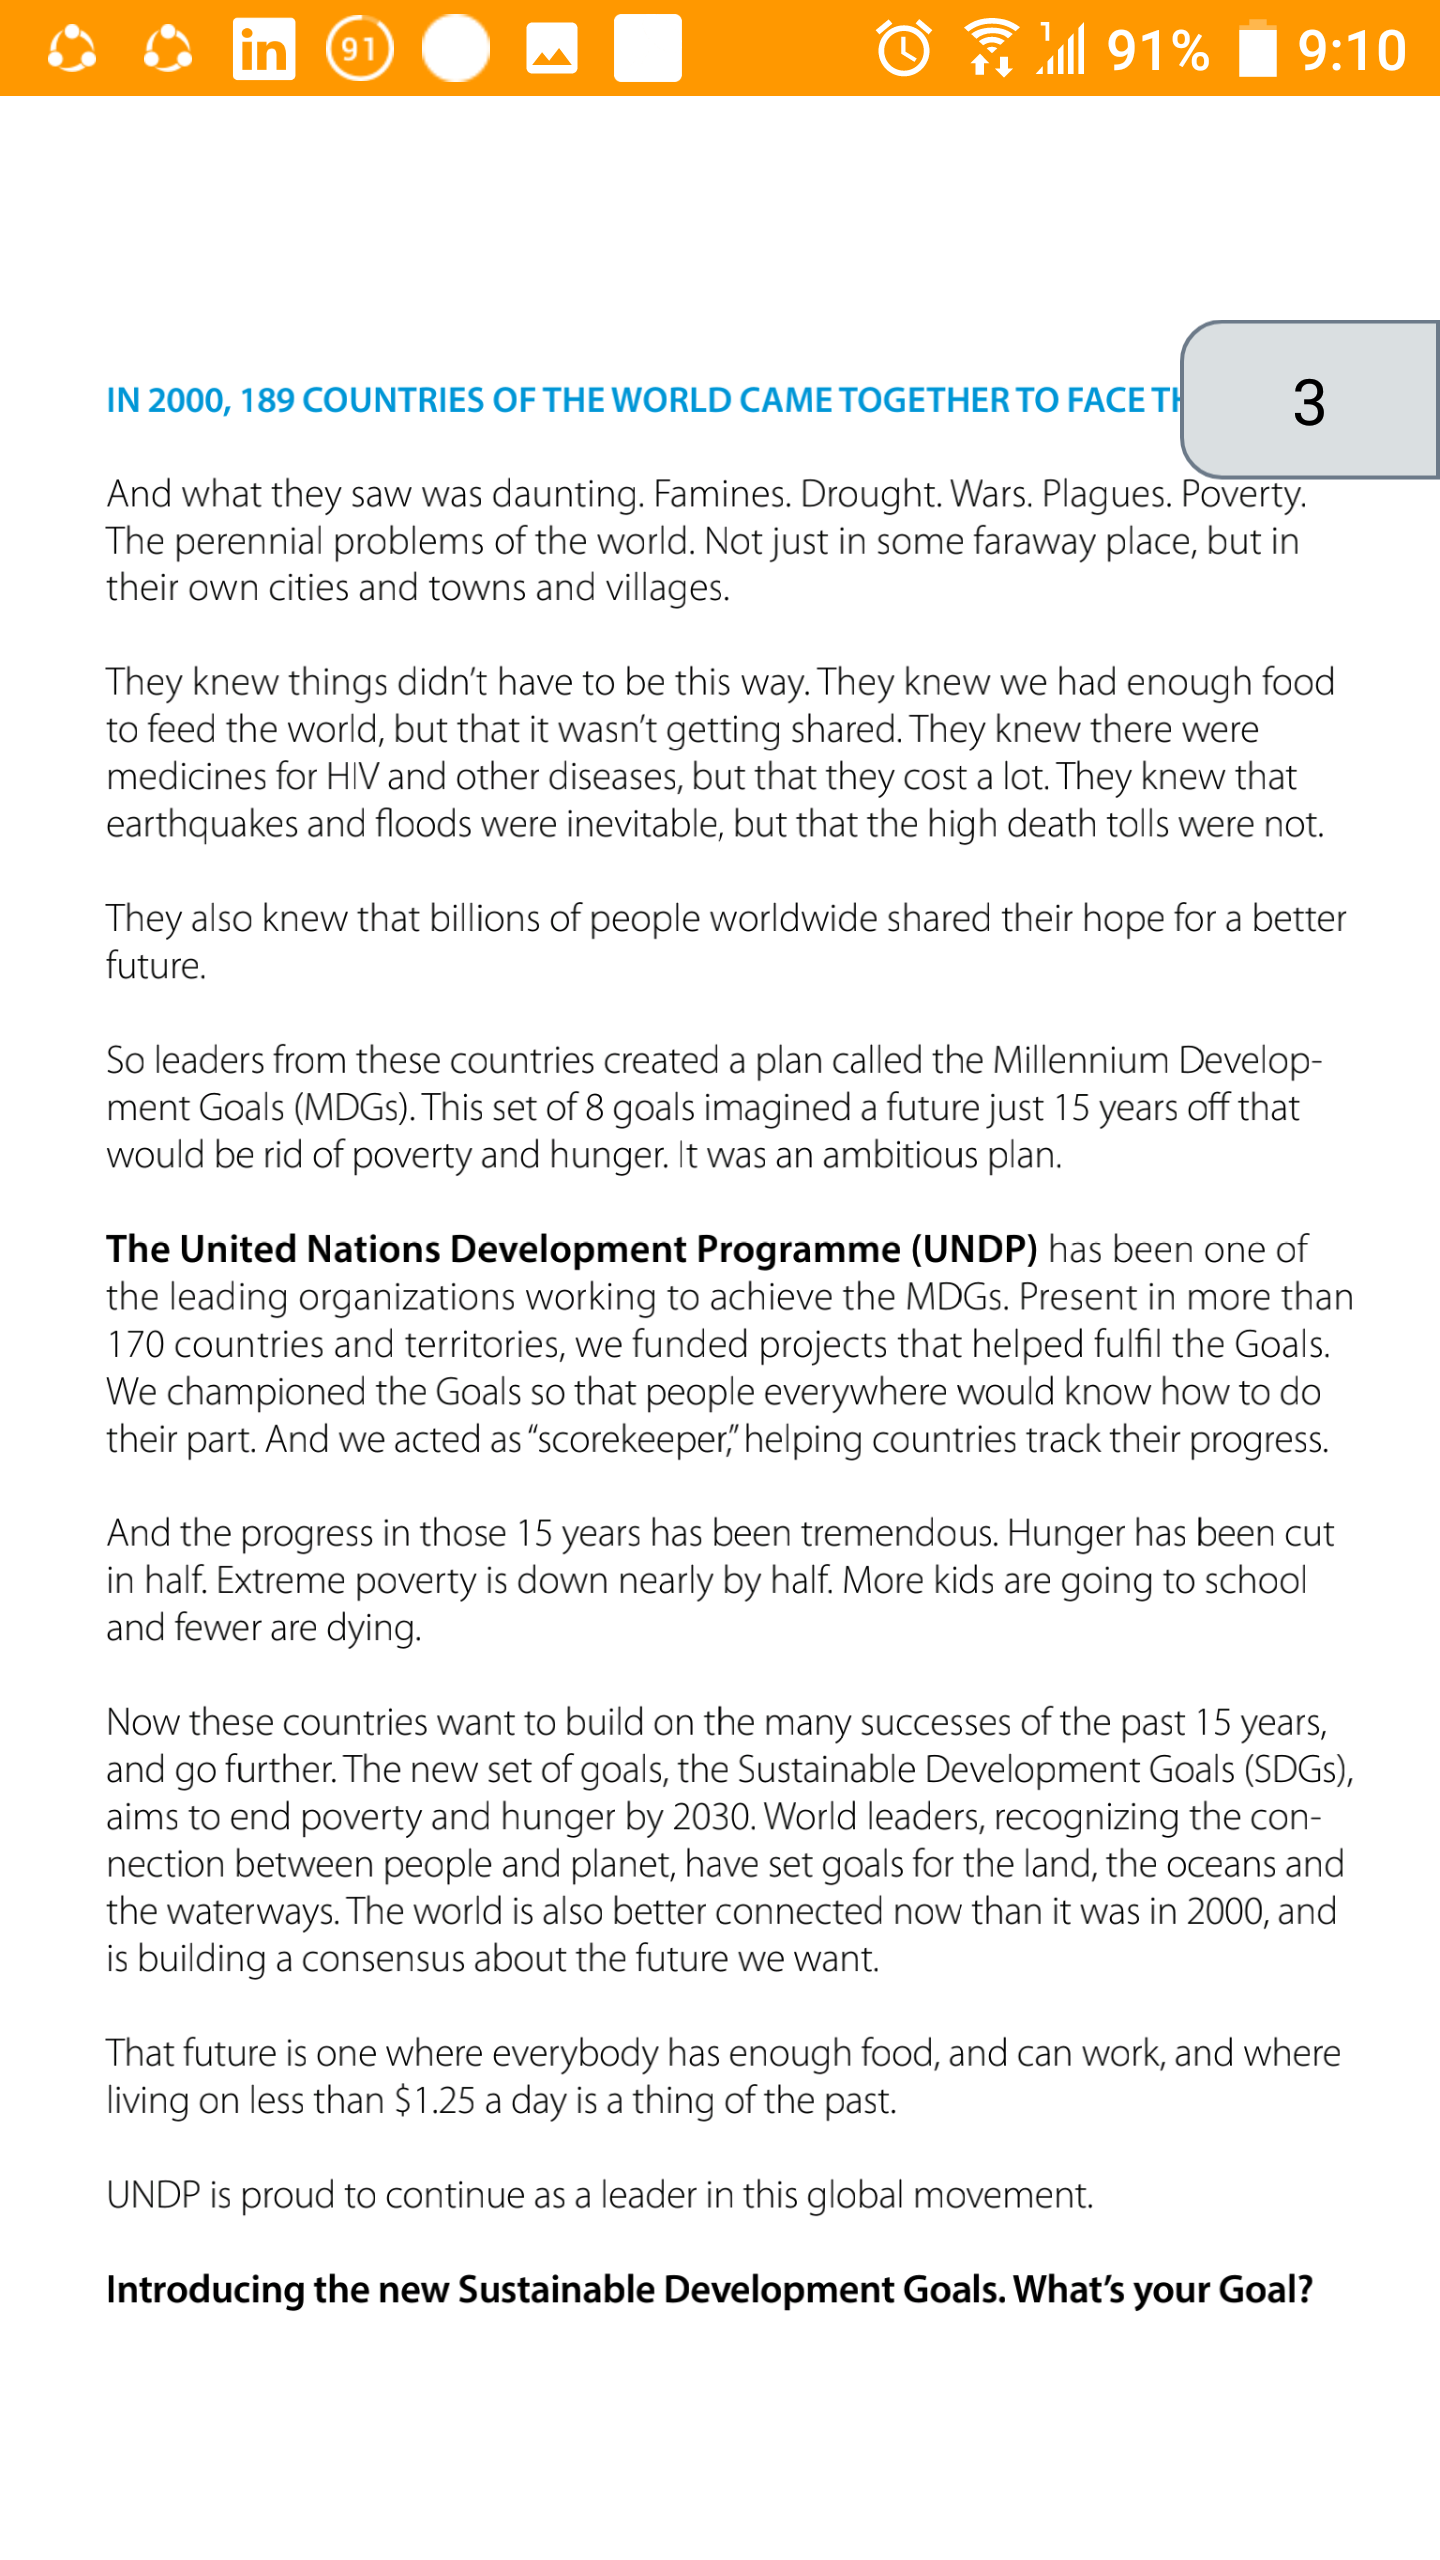 in 91 1 91% 9:10
3
IN 2000, 189 COUNTRIES OF THE WORLD CAME TOGETHER TO FACE
And what they saw was daunting. Famines. Drought. Wars. Plagues. Poverty.
The perennial problems of the world. Not just in some faraway place, but in
their own cities and towns and villages.
They knew things didn’t have to be this way. They knew we had enough food
to feed the world, but that it wasn’t getting shared. They knew there were
medicines for HIV and other diseases, but that they cost a lot. They knew that
earthquakes and floods were inevitable, but that the high death tolls were not.
They also knew that billions of people worldwide shared their hope for a better
future.
So leaders from these countries created a plan called the Millennium Develop-
ment Goals (MDGs). This set of 8 goals imagined a future just 15 years off that
would be rid of poverty and hunger. It was an ambitious plan.
The United Nations Development Programme (UNDP) has been one of
the leading organizations working to achieve the MDGs. Present in more than
170 countries and territories, we funded projects that helped fulfil the Goals.
We championed the Goals so that people everywhere would know how to do
their part. And we acted as “scorekeeper,” helping countries track their progress.
And the progress in those 15 years has been tremendous. Hunger has been cut
in half. Extreme poverty is down nearly by half. More kids are going to school
and fewer are dying.
Now these countries want to build on the many successes of the past 15 years,
and go further. The new set of goals, the Sustainable Development Goals (SDGs),
aims to end poverty and hunger by 2030. World leaders, recognizing the con-
nection between people and planet, have set goals for the land, the oceans and
the waterways. The world is also better connected now than it was in 2000, and
is building a consensus about the future we want.
That future is one where everybody has enough food, and can work, and where
living on less than $1.25 a day is a thing of the past.
UNDP is proud to continue as a leader in this global movement.
Introducing the new Sustainable Development Goals. What’s your Goal?